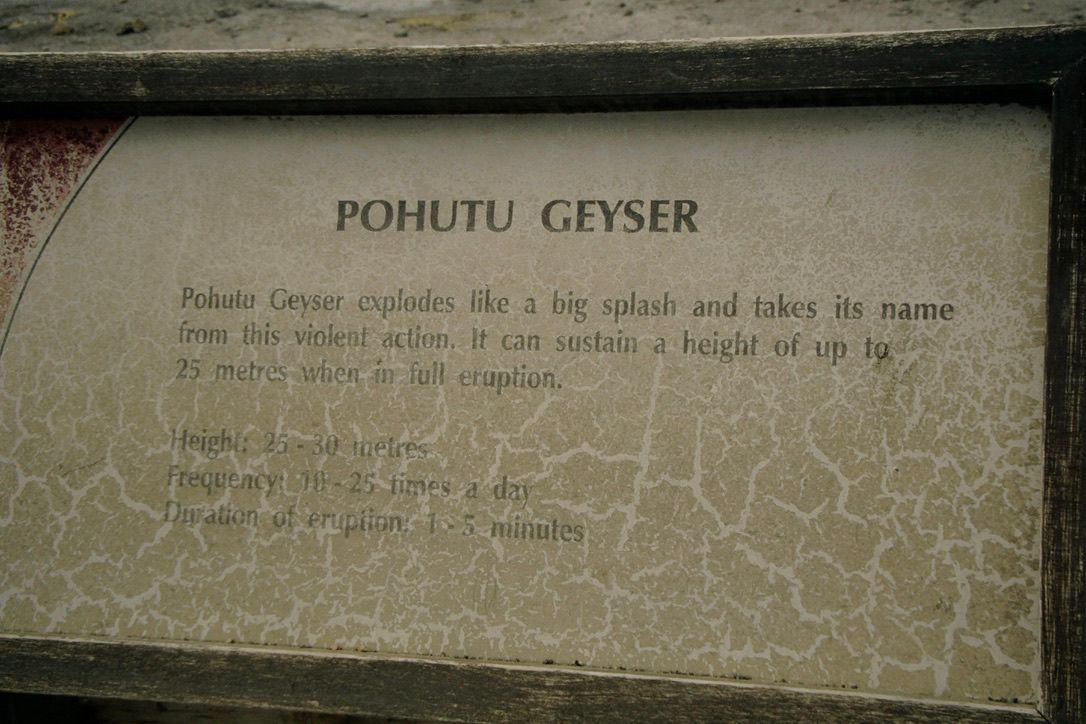 POHUTU GEYSER
Pohutu Geyser explodes like a big splash and takes its name
from this violent action. It can sustain a height of up to
25 metres when in full eruption.
Height: 25 - 30 metres
Frequency: 10 - 25 times a day
Duration of eruption: 1 - 5 minutes